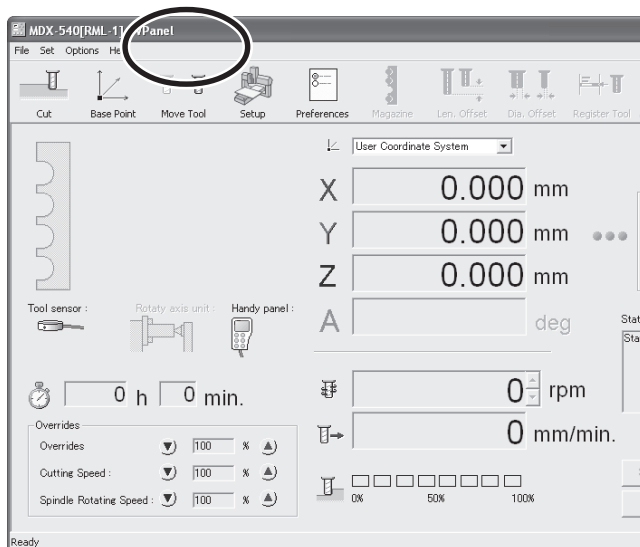 MDX-540[RML-1] VPanel
File Set Options He
Cut Base Point Move Tool Setup Preferences Magazine Len. Offset Dia. Offset Register Tool
User Coordinate System
X 0.000 mm
Y 0.000 mm
Z 0.000 mm
A deg
Tool sensor : Rotaty axis unit : Handy panel :
Stat
Sta
0 h 0 min.
0 rpm
0 mm/min.
Overrides
Overrides 100 %
Cutting Speed : 100 %
Spindle Rotating Speed : 100 %
0% 50% 100%
Ready